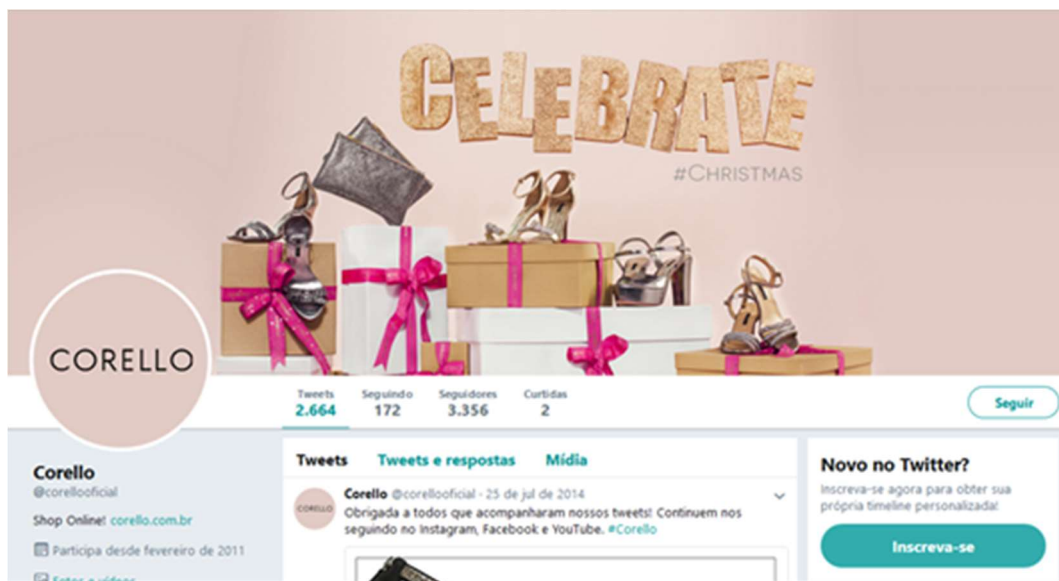 CELEBRATE
#CHRISTMAS
CORELLO
Tweets
2.664
Seguindo
172
Seguidores
3.356
Curtidas
2
Seguir
Corello
@corellooficial
Shop Online! corello.com.br
Participa desde fevereiro de 2011
Fotos e vídeos
Tweets Tweets e respostas Mídia
CORELLO
Corello @corellooficial · 25 de jul de 2014
Obrigada a todos que acompanharam nossos tweets! Continuem nos
seguindo no Instagram, Facebook e YouTube. #Corello
Novo no Twitter?
Inscreva-se agora para obter sua
própria timeline personalizada!
Inscreva-se